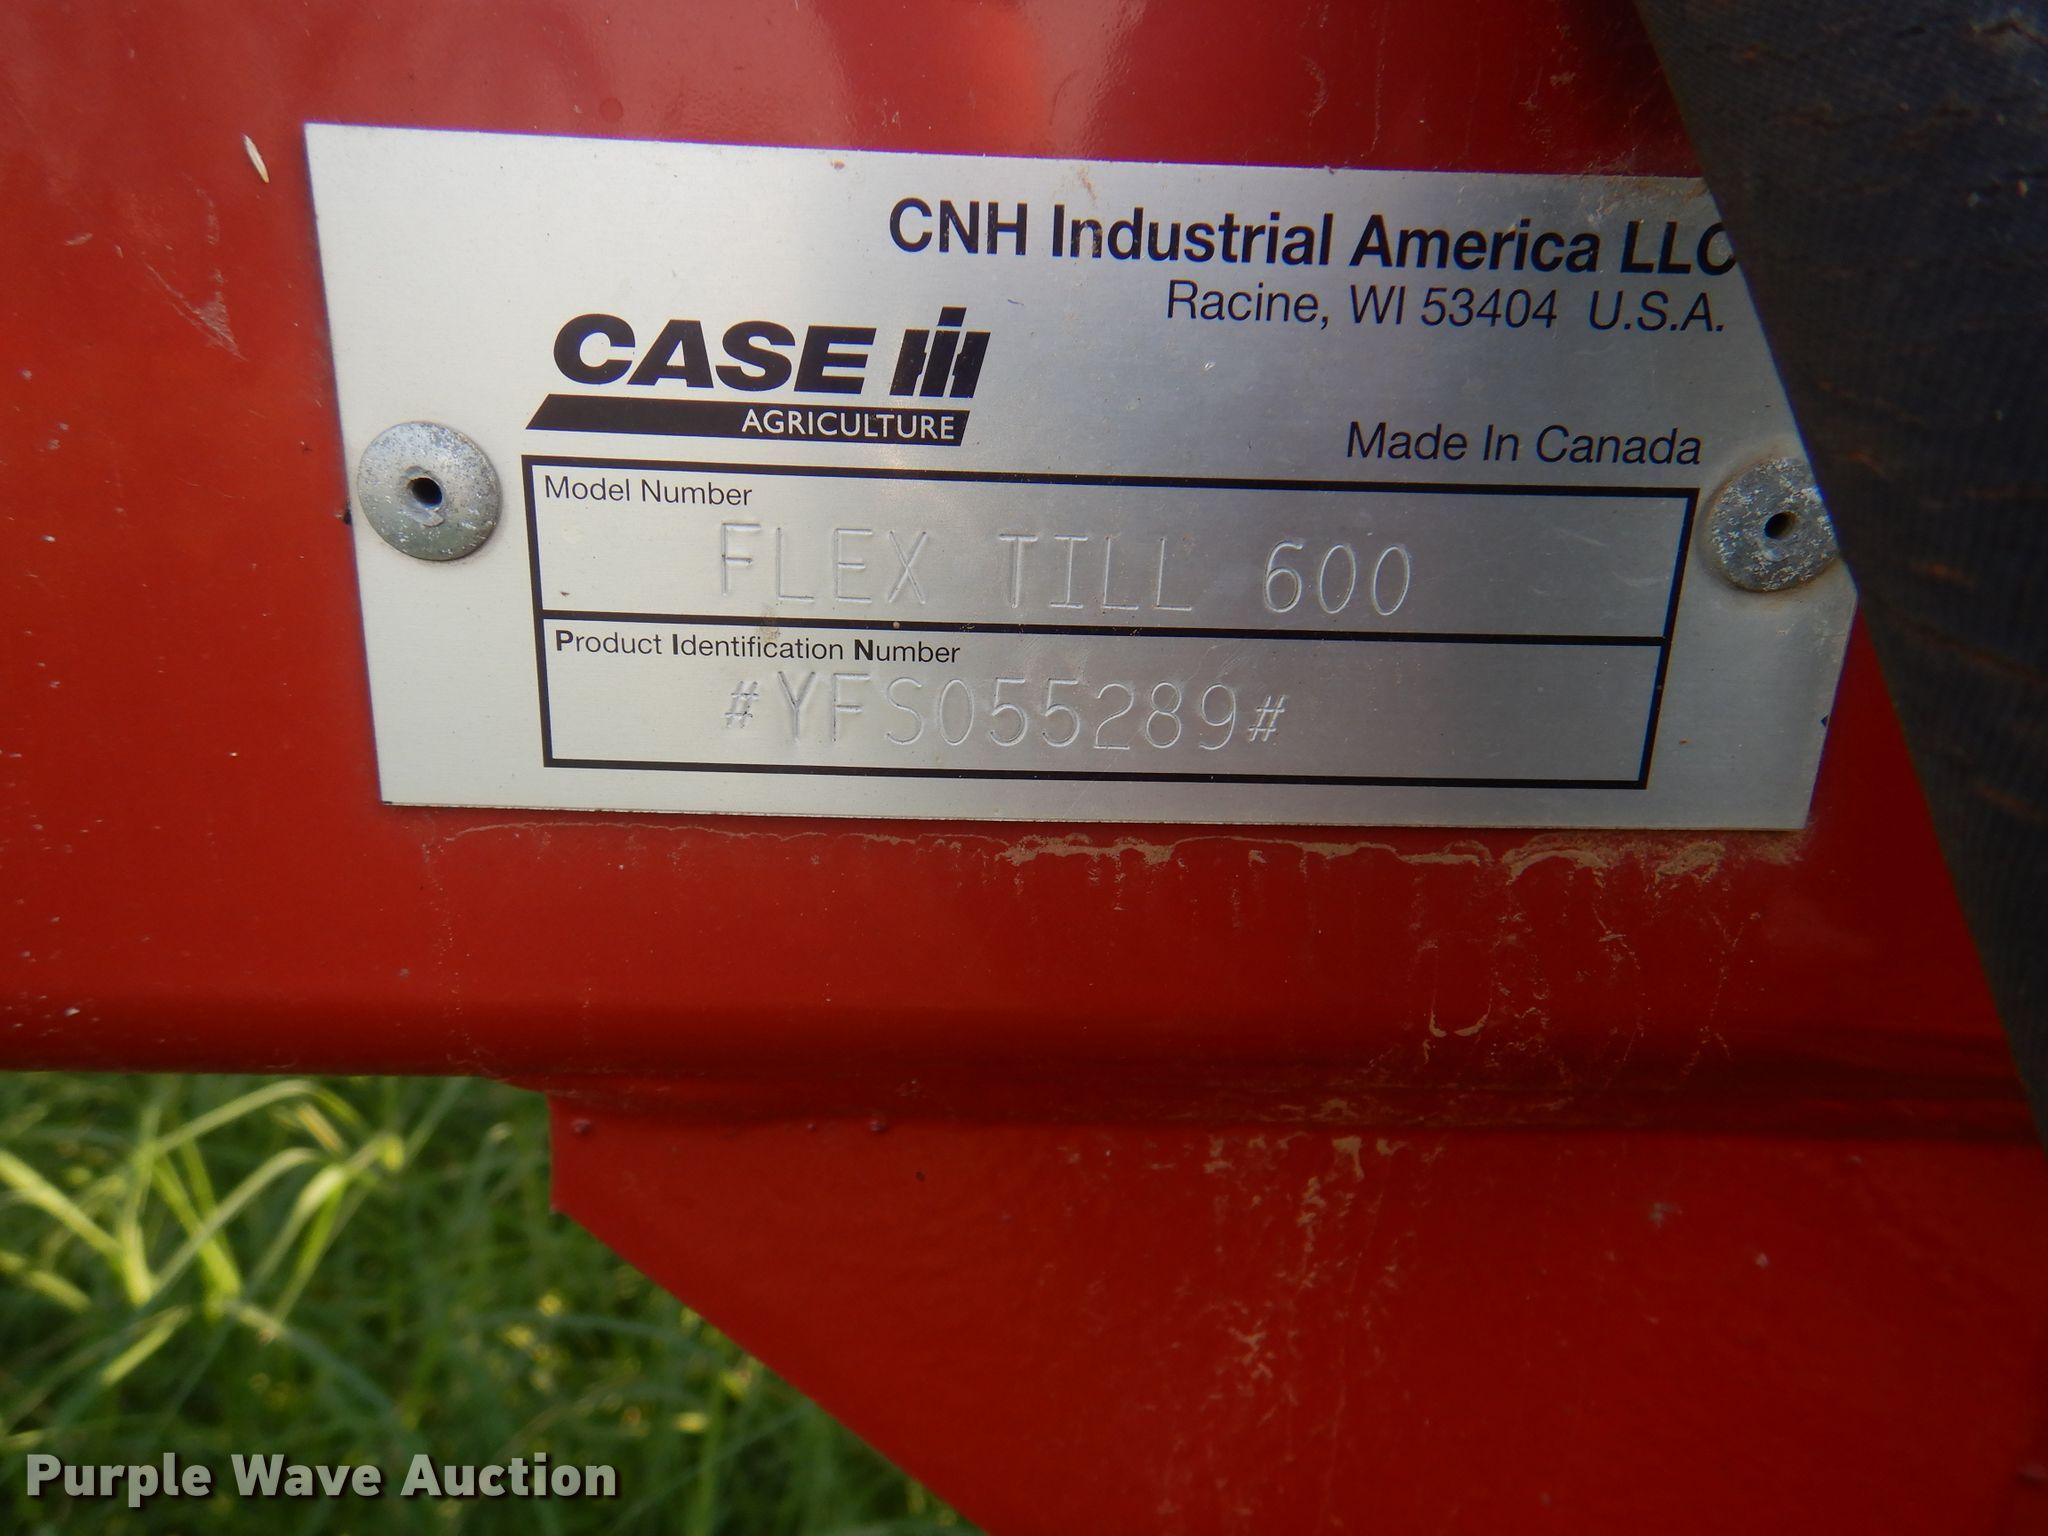 CNH Industrial America LLC
Racine, WI 53404 U.S.A.
CASE IH
AGRICULTURE
Made In Canada
Model Number
FLEX TILL 600
Product Identification Number
#YFS055289#
Purple Wave Auction